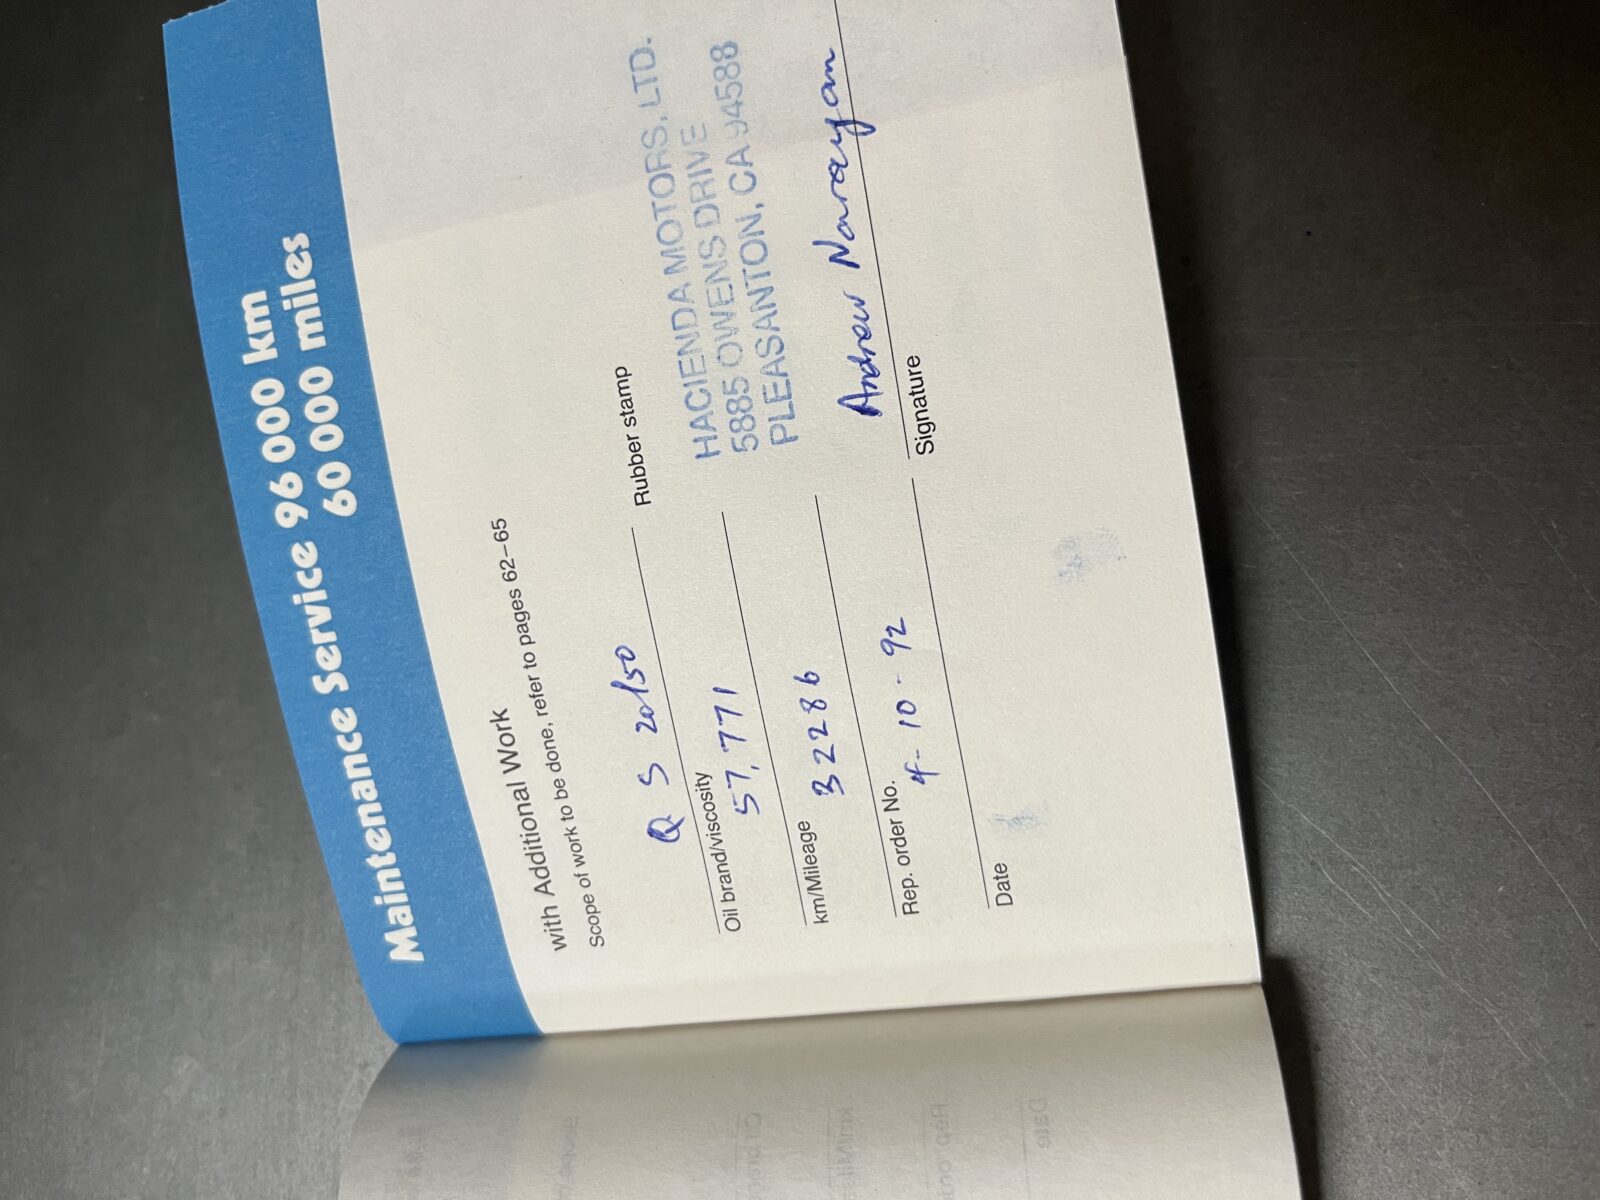 Maintenance Service 96 000 km
60 000 miles
with Additional Work
Scope of work to be done, refer to pages 62–65
Q S 20/50
Oil brand/viscosity
57,771
km/Mileage
32286
Rep. order No.
4-10-92
Date
Rubber stamp
HACIENDA MOTORS, LTD.
5885 OWENS DRIVE
PLEASANTON, CA 94588
Andrew Narayan
Signature